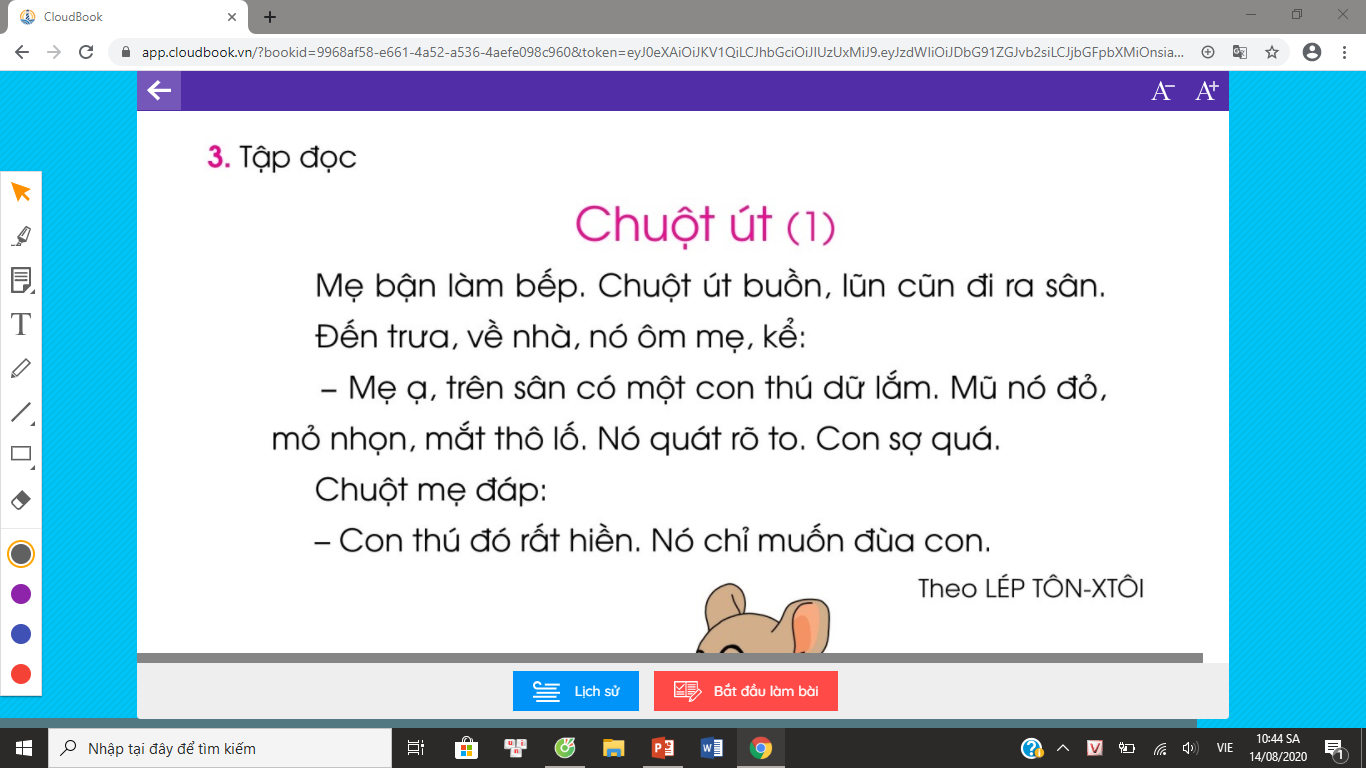 CloudBook
app.cloudbook.vn/?bookid=9968af58-e661-4a52-a536-4aefe098c960&token=eyJ0eXAiOiJKV1QiLCJhbGciOiJIUzUxMiJ9.eyJzdWIiOiJDbG91ZGJvb2siLCJjbGFpbXMiOnsia...
A- A+
3. Tập đọc
Chuột út (1)
Mẹ bận làm bếp. Chuột út buồn, lũn cũn đi ra sân.
Đến trưa, về nhà, nó ôm mẹ, kể:
– Mẹ ạ, trên sân có một con thú dữ lắm. Mũ nó đỏ,
mỏ nhọn, mắt thô lố. Nó quát rõ to. Con sợ quá.
Chuột mẹ đáp:
– Con thú đó rất hiền. Nó chỉ muốn đùa con.
Theo LÉP TÔN-XTÔI
T
Lịch sử
Bắt đầu làm bài
Nhập tại đây để tìm kiếm
VIE
10:44 SA
14/08/2020